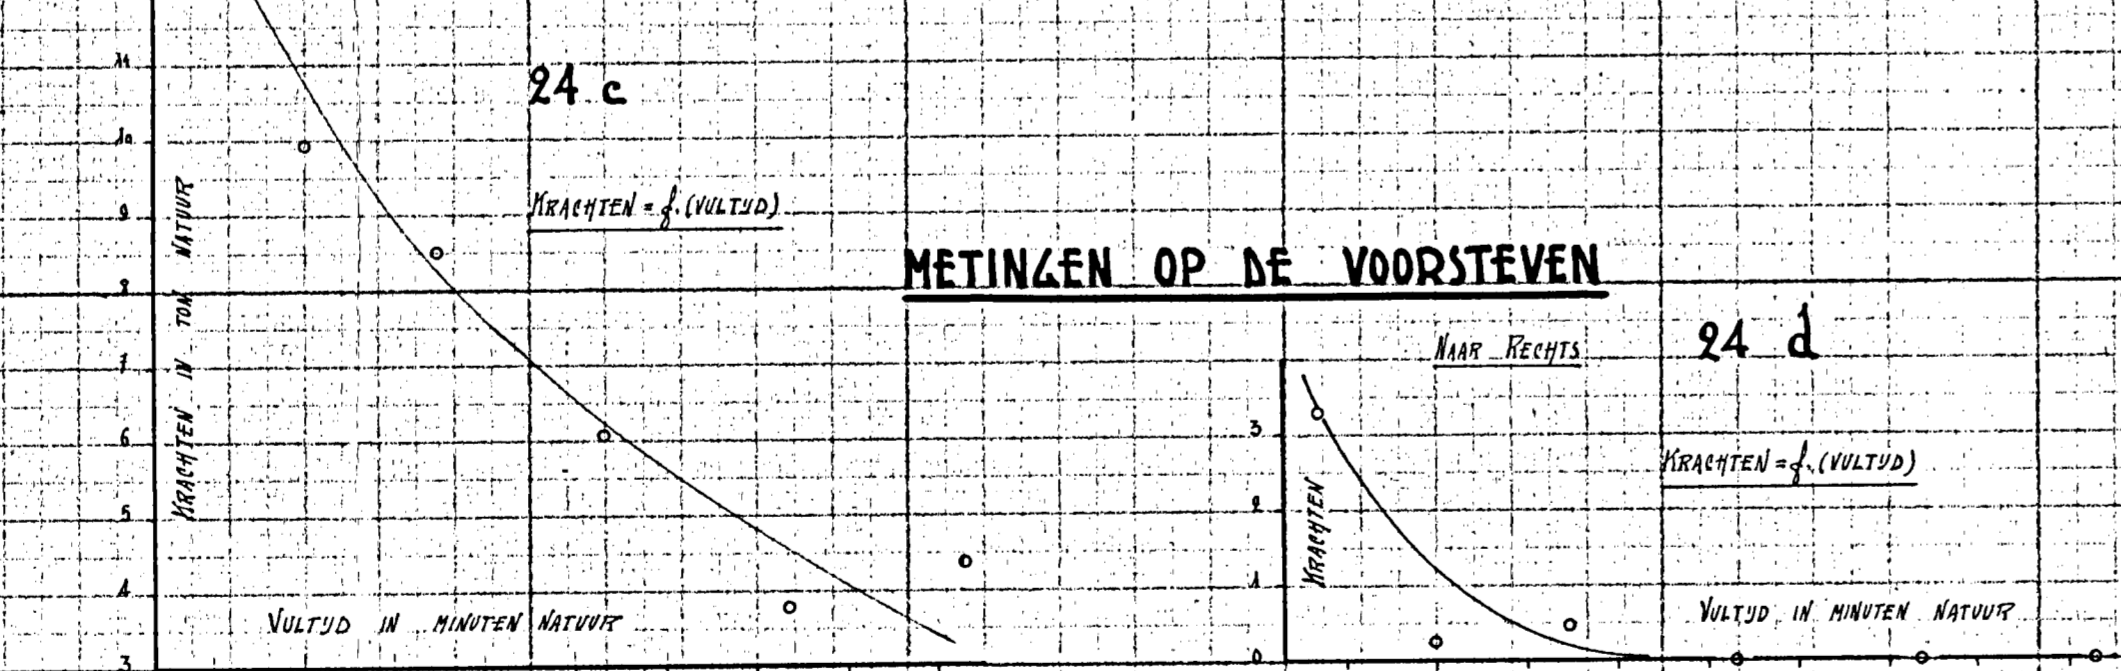 11
24 c
10
KRACHTEN = f. (VULTYD)
9
8
7
6
5
4
3
KRACHTEN IN TON NATUUR
VULTYD IN MINUTEN NATUUR
METINGEN OP DE VOORSTEVEN
NAAR RECHTS
24 d
3
KRACHTEN = f. (VULTYD)
2
1
0
KRACHTEN
VULTYD IN MINUTEN NATUUR